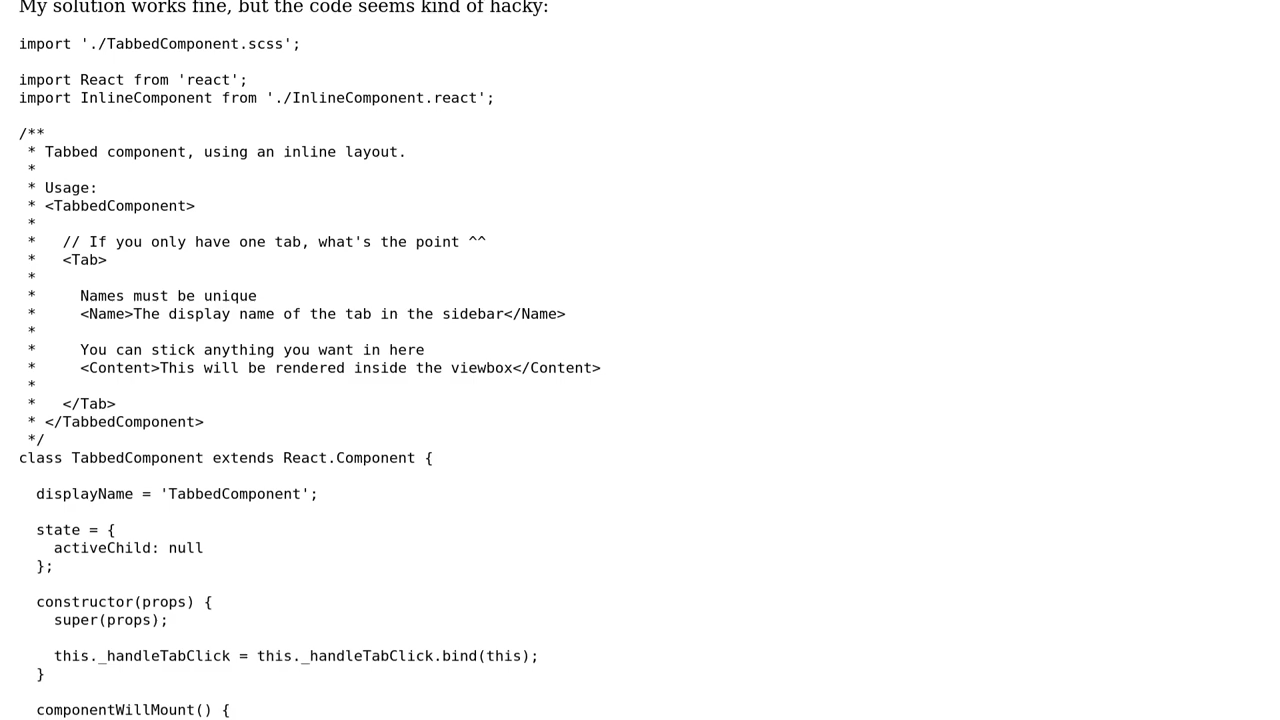 My solution works fine, but the code seems kind of hacky:
import './TabbedComponent.scss';
import React from 'react';
import InlineComponent from './InlineComponent.react';
/**
 * Tabbed component, using an inline layout.
 *
 * Usage:
 * <TabbedComponent>
 *
 *   // If you only have one tab, what's the point ^^
 *   <Tab>
 *
 *     Names must be unique
 *     <Name>The display name of the tab in the sidebar</Name>
 *
 *     You can stick anything you want in here
 *     <Content>This will be rendered inside the viewbox</Content>
 *
 *   </Tab>
 * </TabbedComponent>
 */
class TabbedComponent extends React.Component {
  displayName = 'TabbedComponent';
  state = {
    activeChild: null
  };
  constructor(props) {
    super(props);
    this._handleTabClick = this._handleTabClick.bind(this);
  }
  componentWillMount() {